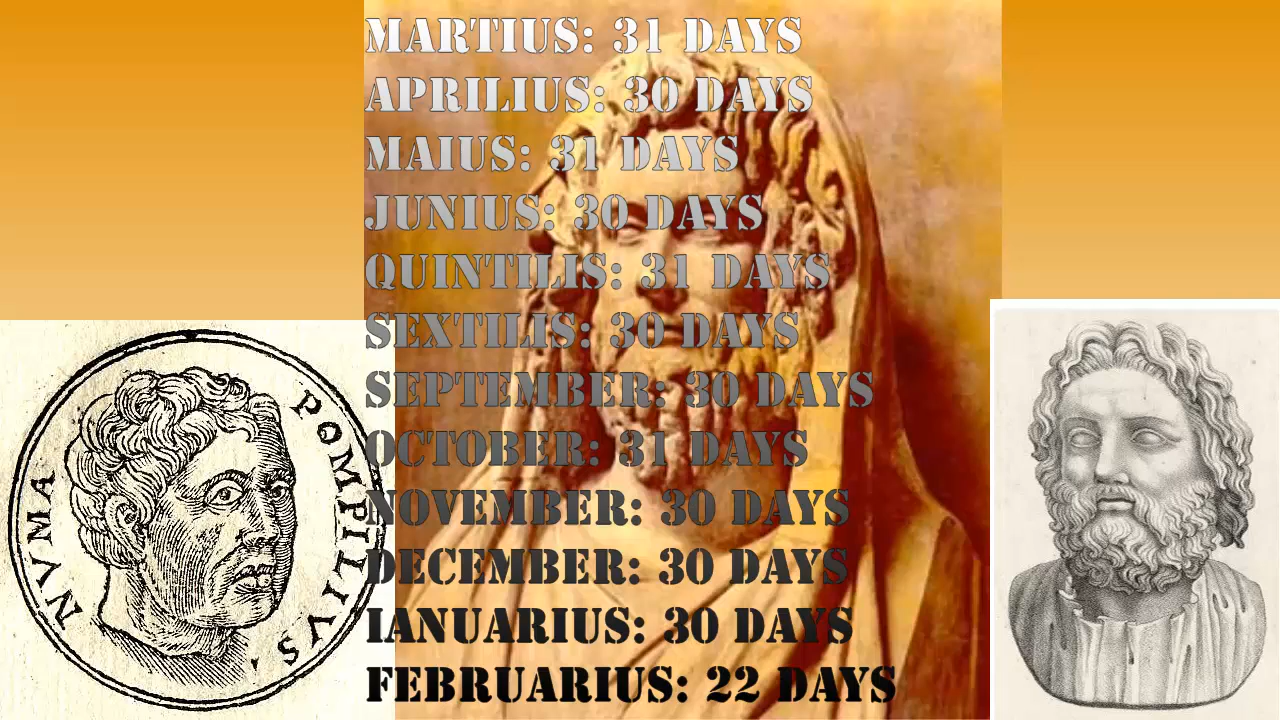 MARTIUS: 31 DAYS
APRILIUS: 30 DAYS
MAIUS: 31 DAYS
JUNIUS: 30 DAYS
QUINTILIS: 31 DAYS
SEXTILIS: 30 DAYS
SEPTEMBER: 30 DAYS
OCTOBER: 31 DAYS
NOVEMBER: 30 DAYS
DECEMBER: 30 DAYS
IANUARIUS: 30 DAYS
FEBRUARIUS: 22 DAYS
NVMA POMPILIVS.